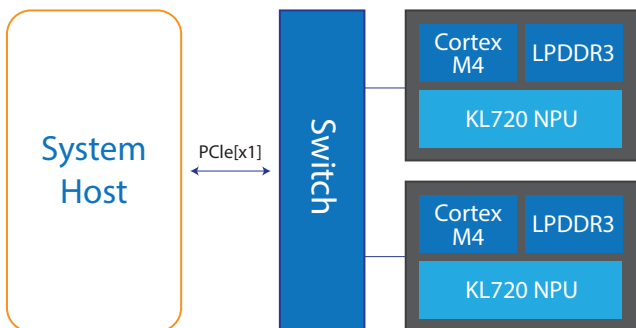 System
Host
PCIe[x1]
Switch
Cortex
M4
LPDDR3
KL720 NPU
Cortex
M4
LPDDR3
KL720 NPU